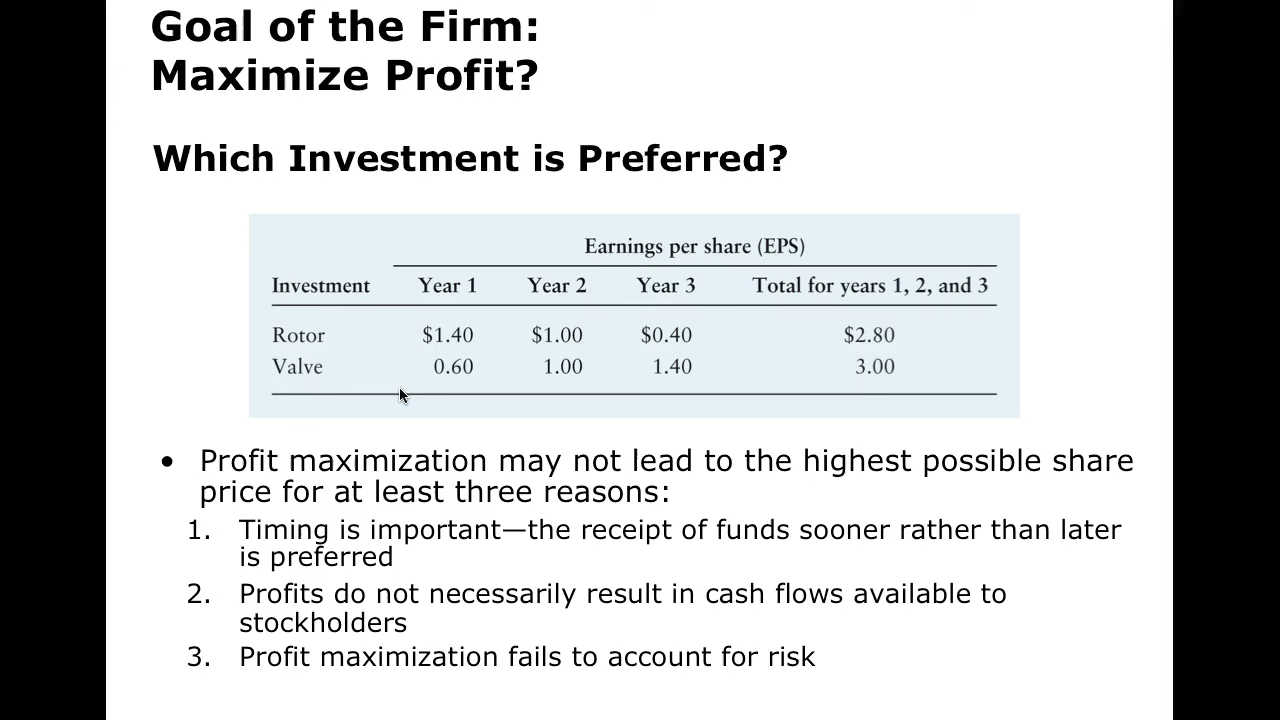 Goal of the Firm:
Maximize Profit?
Which Investment is Preferred?
Earnings per share (EPS)
Investment Year 1 Year 2 Year 3 Total for years 1, 2, and 3
Rotor $1.40 $1.00 $0.40 $2.80
Valve 0.60 1.00 1.40 3.00
• Profit maximization may not lead to the highest possible share
price for at least three reasons:
1. Timing is important—the receipt of funds sooner rather than later
is preferred
2. Profits do not necessarily result in cash flows available to
stockholders
3. Profit maximization fails to account for risk